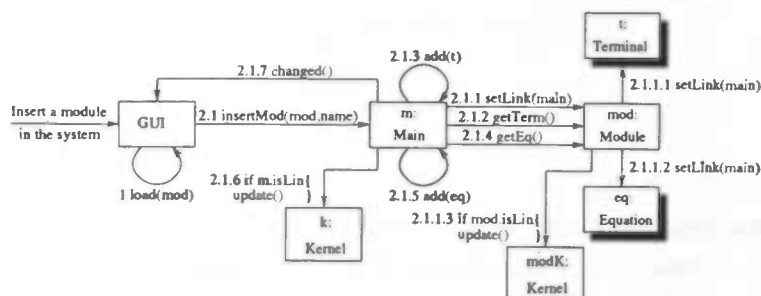 t:
Terminal
2.1.3 add(t)
2.1.7 changed()
2.1.1.1 setLink(main)
Insert a module
in the system
GUI
2.1 insertMod(mod,name)
m:
Main
2.1.1 setLink(main)
2.1.2 getTerm()
2.1.4 getEq()
mod:
Module
1 load(mod)
2.1.6 if m.isLin{
update() }
2.1.5 add(eq)
2.1.1.2 setLink(main)
k:
Kernel
2.1.1.3 if mod.isLin{
update() }
eq:
Equation
modK:
Kernel